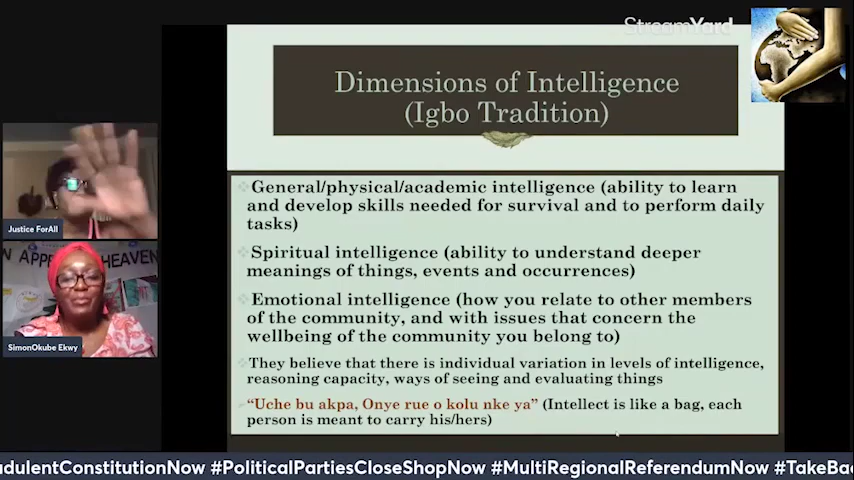 StreamYard
Dimensions of Intelligence
(Igbo Tradition)
General/physical/academic intelligence (ability to learn
and develop skills needed for survival and to perform daily
tasks)
Spiritual intelligence (ability to understand deeper
meanings of things, events and occurrences)
Emotional intelligence (how you relate to other members
of the community, and with issues that concern the
wellbeing of the community you belong to)
They believe that there is individual variation in levels of intelligence,
reasoning capacity, ways of seeing and evaluating things
"Uche bu akpa, Onye rue o kolu nke ya" (Intellect is like a bag, each
person is meant to carry his/hers)
Justice ForAll
HEAVEN
SimonOkube Ekwy
udulentConstitutionNow #PoliticalPartiesCloseShopNow #MultiRegionalReferendumNow #TakeBa